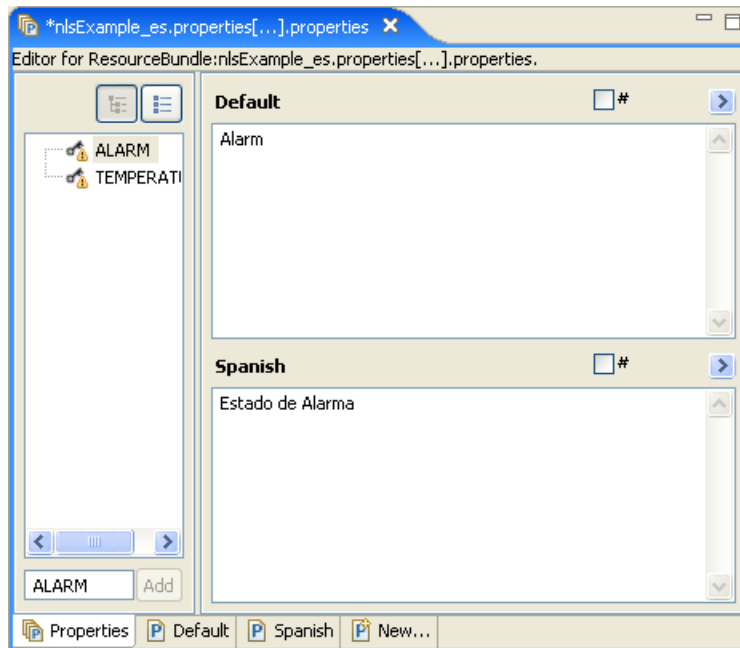 *nlsExample_es.properties[...].properties
Editor for ResourceBundle:nlsExample_es.properties[...].properties.
ALARM
TEMPERATU
ALARM Add
Default #
Alarm
Spanish #
Estado de Alarma
Properties Default Spanish New...